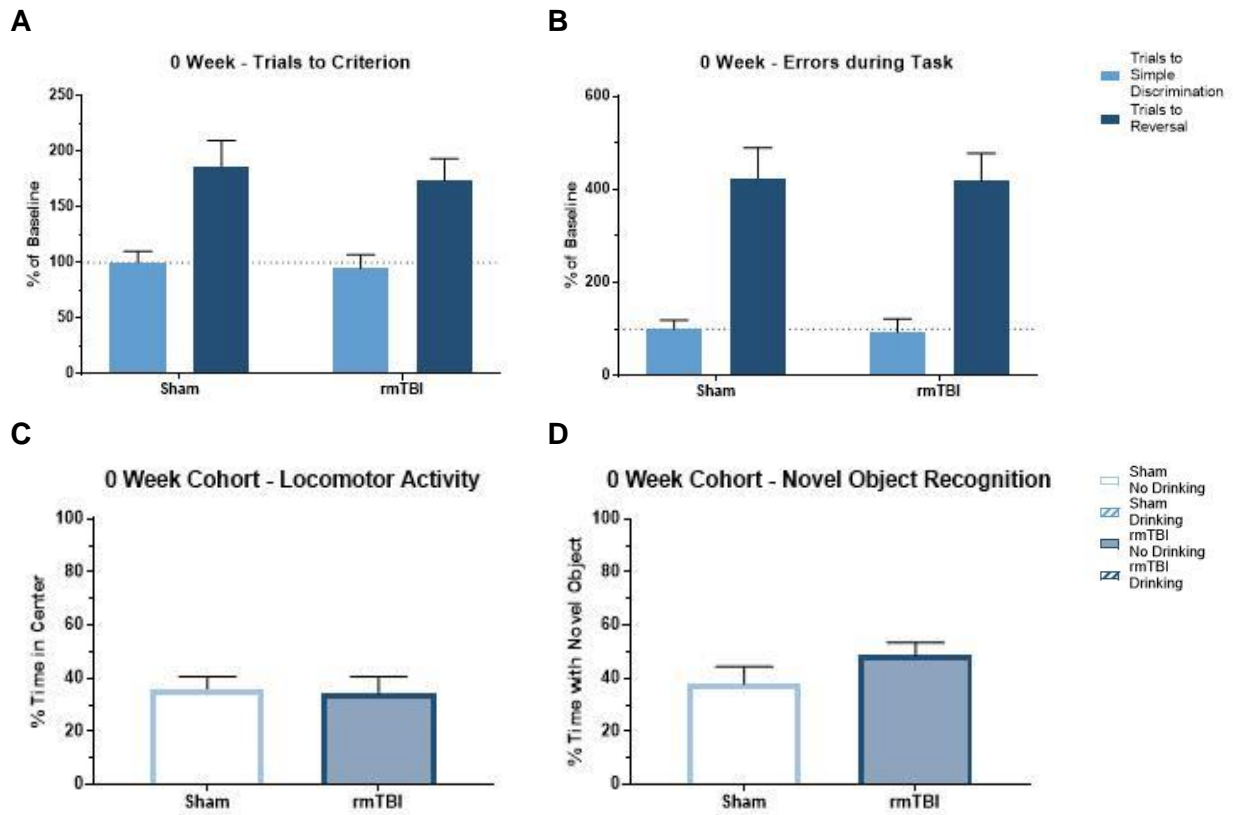 A
B
0 Week - Trials to Criterion
0 Week - Errors during Task
Trials to
Simple
Discrimination
Trials to
Reversal
% of Baseline
250
200
150
100
50
0
Sham
rmTBI
% of Baseline
600
400
200
0
Sham
rmTBI
C
D
0 Week Cohort - Locomotor Activity
0 Week Cohort - Novel Object Recognition
Sham
No Drinking
Sham
Drinking
rmTBI
No Drinking
rmTBI
Drinking
% Time in Center
100
80
60
40
20
0
Sham
rmTBI
% Time with Novel Object
100
80
60
40
20
0
Sham
rmTBI